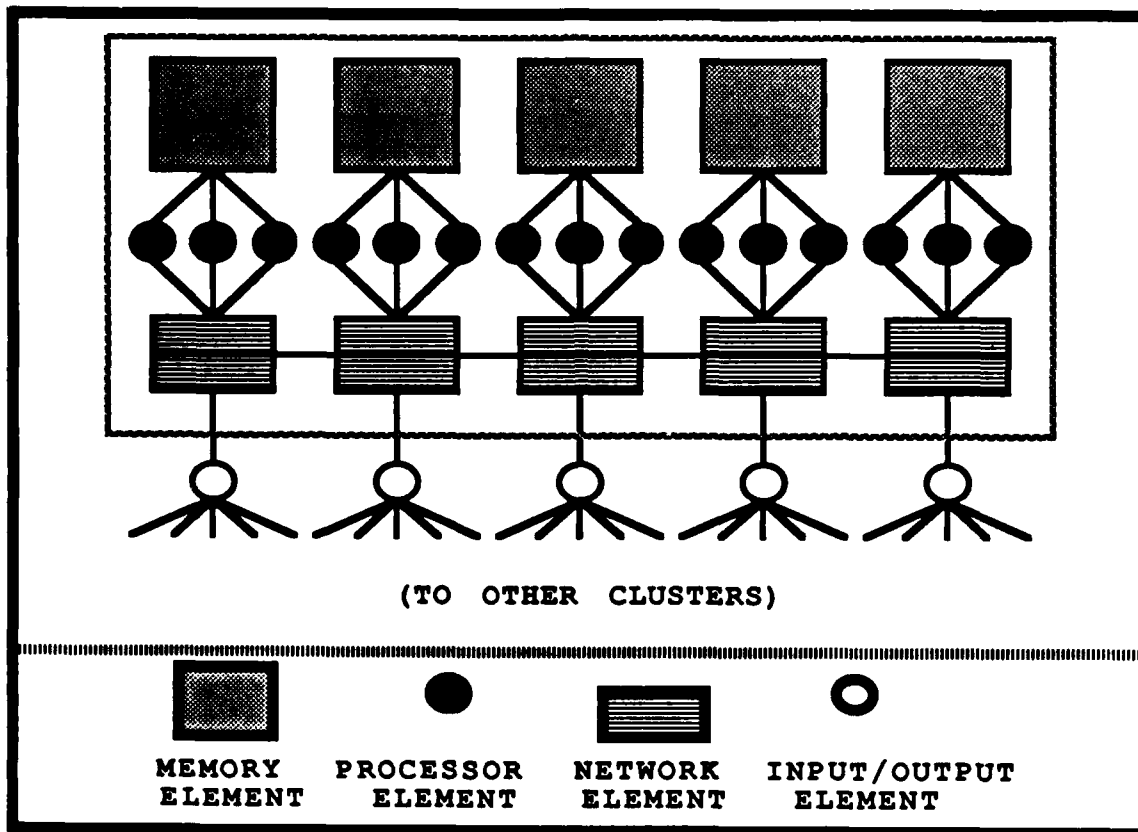 (TO OTHER CLUSTERS)
MEMORY ELEMENT
PROCESSOR ELEMENT
NETWORK ELEMENT
INPUT/OUTPUT ELEMENT